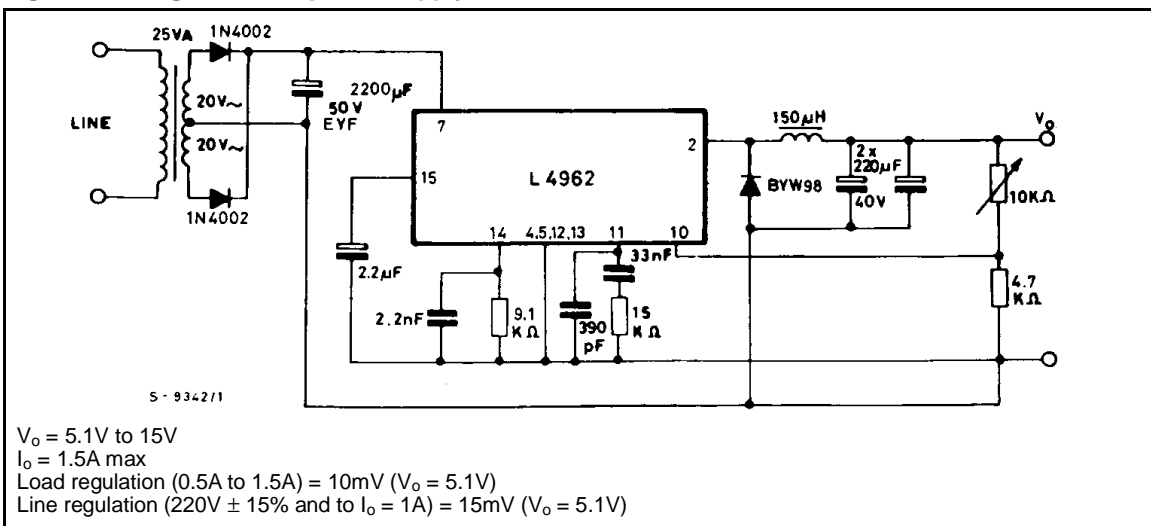 25VA 1N4002
20V~
LINE
20V~
1N4002
2200µF
50V
EYF
7
15
L4962
2
14 4,5,12,13 11 10
2.2µF
2.2nF
9.1
KΩ
390
pF
33nF
15
KΩ
150µH
BYW98
2x
220µF
40V
Vo
10KΩ
4.7
KΩ
S-9342/1
Vo = 5.1V to 15V
Io = 1.5A max
Load regulation (0.5A to 1.5A) = 10mV (Vo = 5.1V)
Line regulation (220V ± 15% and to Io = 1A) = 15mV (Vo = 5.1V)